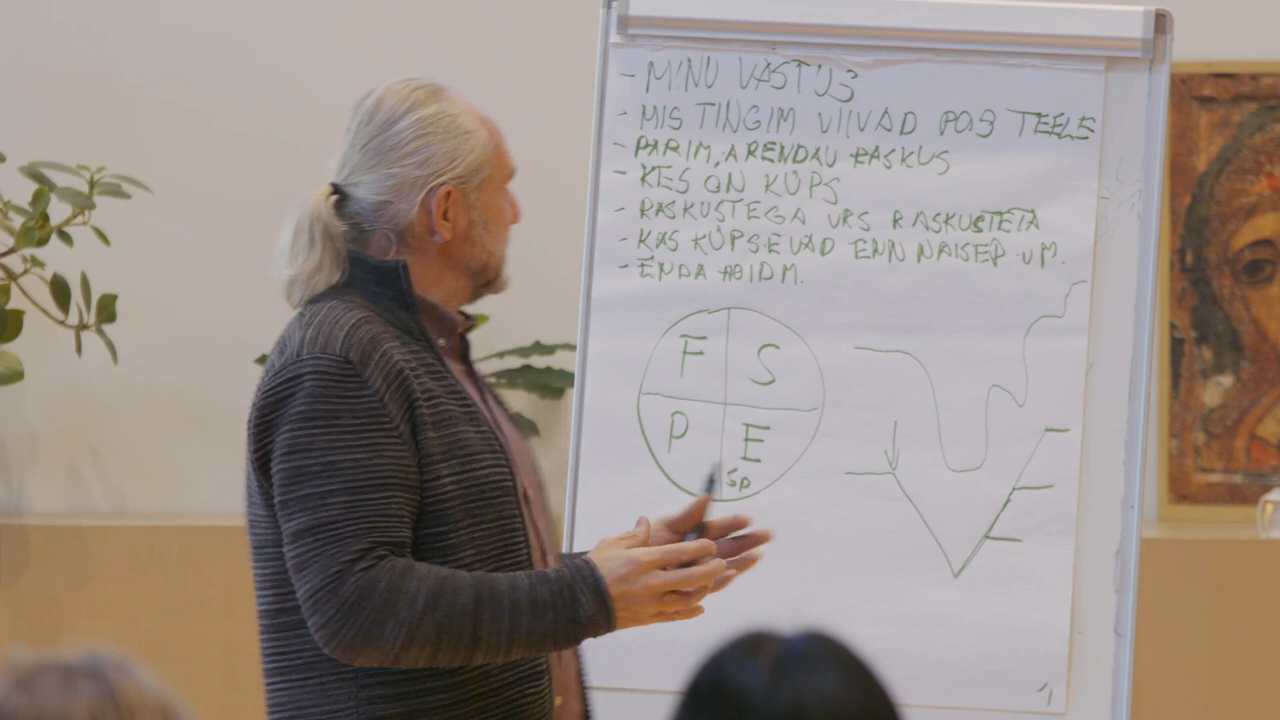 - MINU VASTUS
- MIS TINGIM VIIVAD POS TEELE
- PARIM, ARENDAV RASKUS
- KES ON KÜPS
- RASKUSTEGA VRS RASKUSTETA
- KAS KÜPSEVAD ENN NAISED VM.
- ENDA HOIDM.
F S
P E
SP